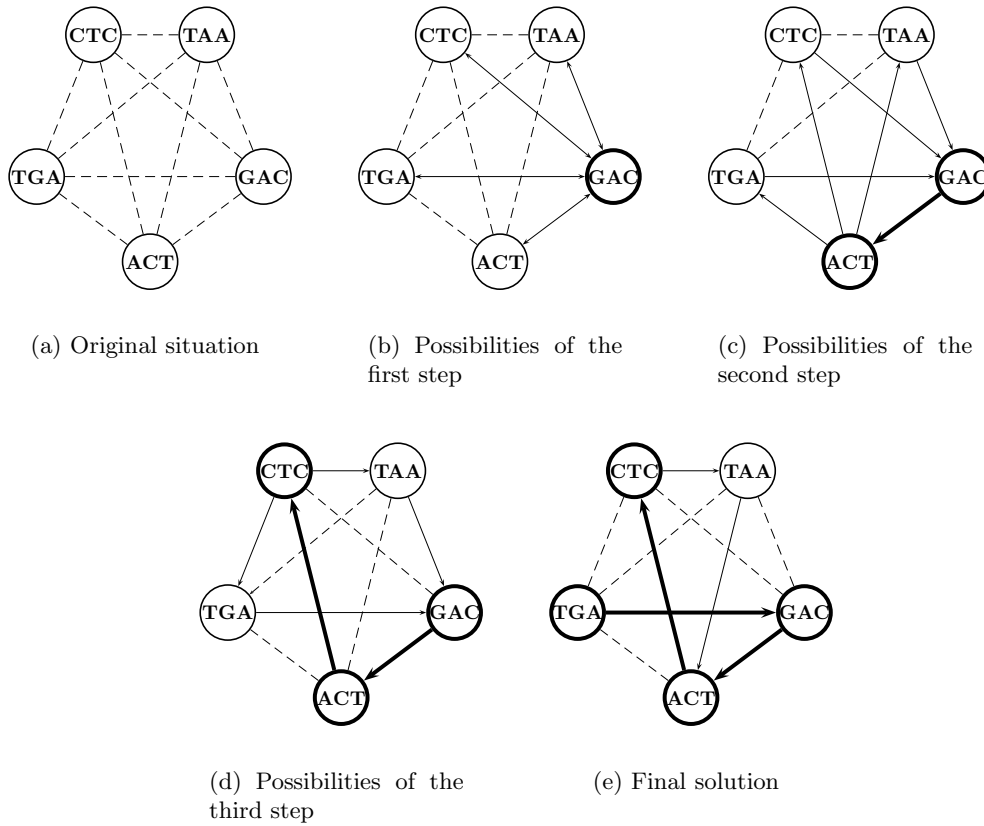 CTC TAA
TGA GAC
ACT
(a) Original situation
CTC TAA
TGA GAC
ACT
(b) Possibilities of the
first step
CTC TAA
TGA GAC
ACT
(c) Possibilities of the
second step
CTC TAA
TGA GAC
ACT
(d) Possibilities of the
third step
CTC TAA
TGA GAC
ACT
(e) Final solution